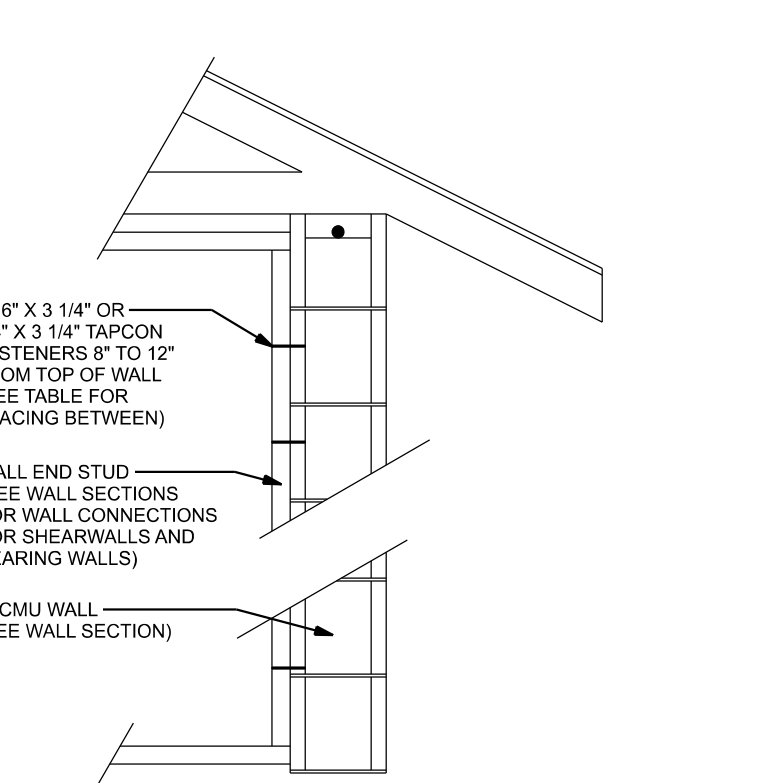 6" X 3 1/4" OR
" X 3 1/4" TAPCON
STENERS 8" TO 12"
OM TOP OF WALL
EE TABLE FOR
ACING BETWEEN)
ALL END STUD
EE WALL SECTIONS
OR WALL CONNECTIONS
OR SHEARWALLS AND
EARING WALLS)
CMU WALL
EE WALL SECTION)